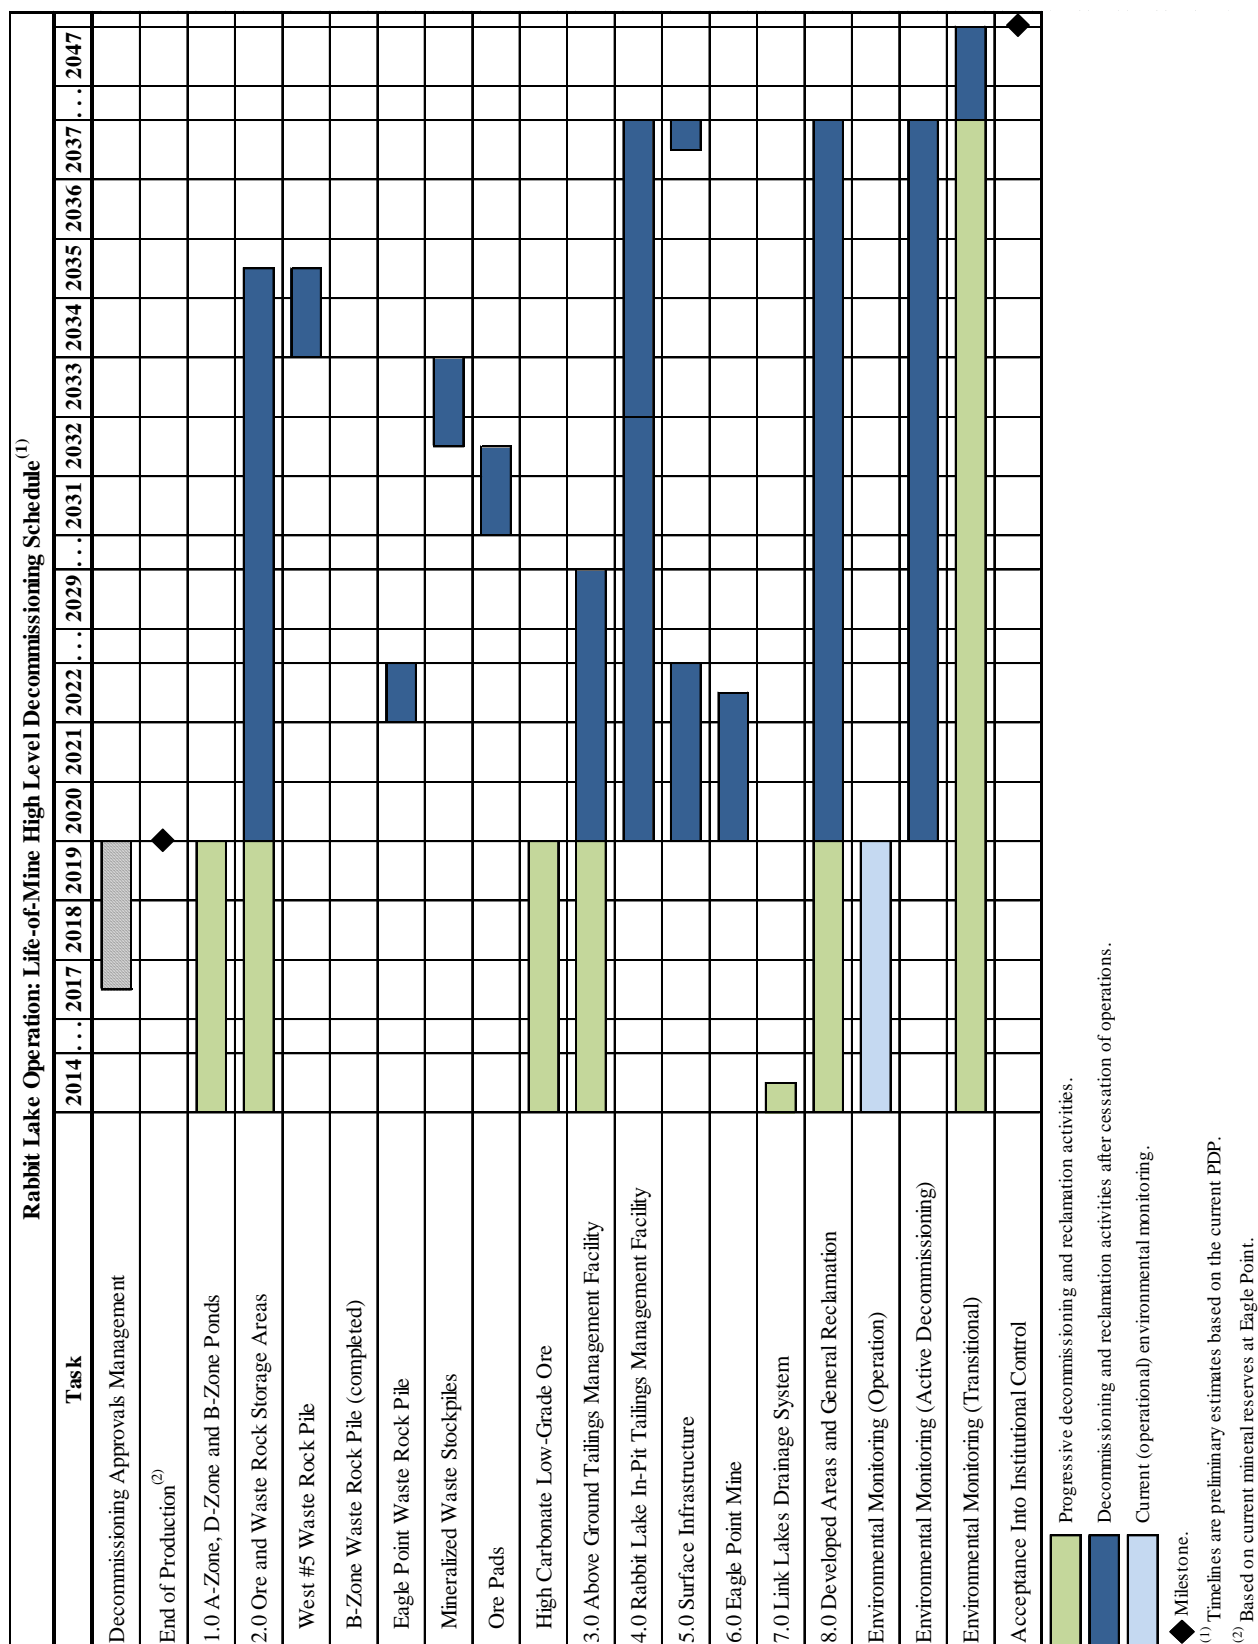 Rabbit Lake Operation: Life-of-Mine High Level Decommissioning Schedule(1)
Task 2014 ... 2017 2018 2019 2020 2021 2022 ... 2029 ... 2031 2032 2033 2034 2035 2036 2037 ... 2047
Decommissioning Approvals Management
End of Production(2)
1.0 A-Zone, D-Zone and B-Zone Ponds
2.0 Ore and Waste Rock Storage Areas
West #5 Waste Rock Pile
B-Zone Waste Rock Pile (completed)
Eagle Point Waste Rock Pile
Mineralized Waste Stockpiles
Ore Pads
High Carbonate Low-Grade Ore
3.0 Above Ground Tailings Management Facility
4.0 Rabbit Lake In-Pit Tailings Management Facility
5.0 Surface Infrastructure
6.0 Eagle Point Mine
7.0 Link Lakes Drainage System
8.0 Developed Areas and General Reclamation
Environmental Monitoring (Operation)
Environmental Monitoring (Active Decommissioning)
Environmental Monitoring (Transitional)
Acceptance Into Institutional Control
Progressive decommissioning and reclamation activities.
Decommissioning and reclamation activities after cessation of operations.
Current (operational) environmental monitoring.
Milestone.
(1) Timelines are preliminary estimates based on the current PDP.
(2) Based on current mineral reserves at Eagle Point.